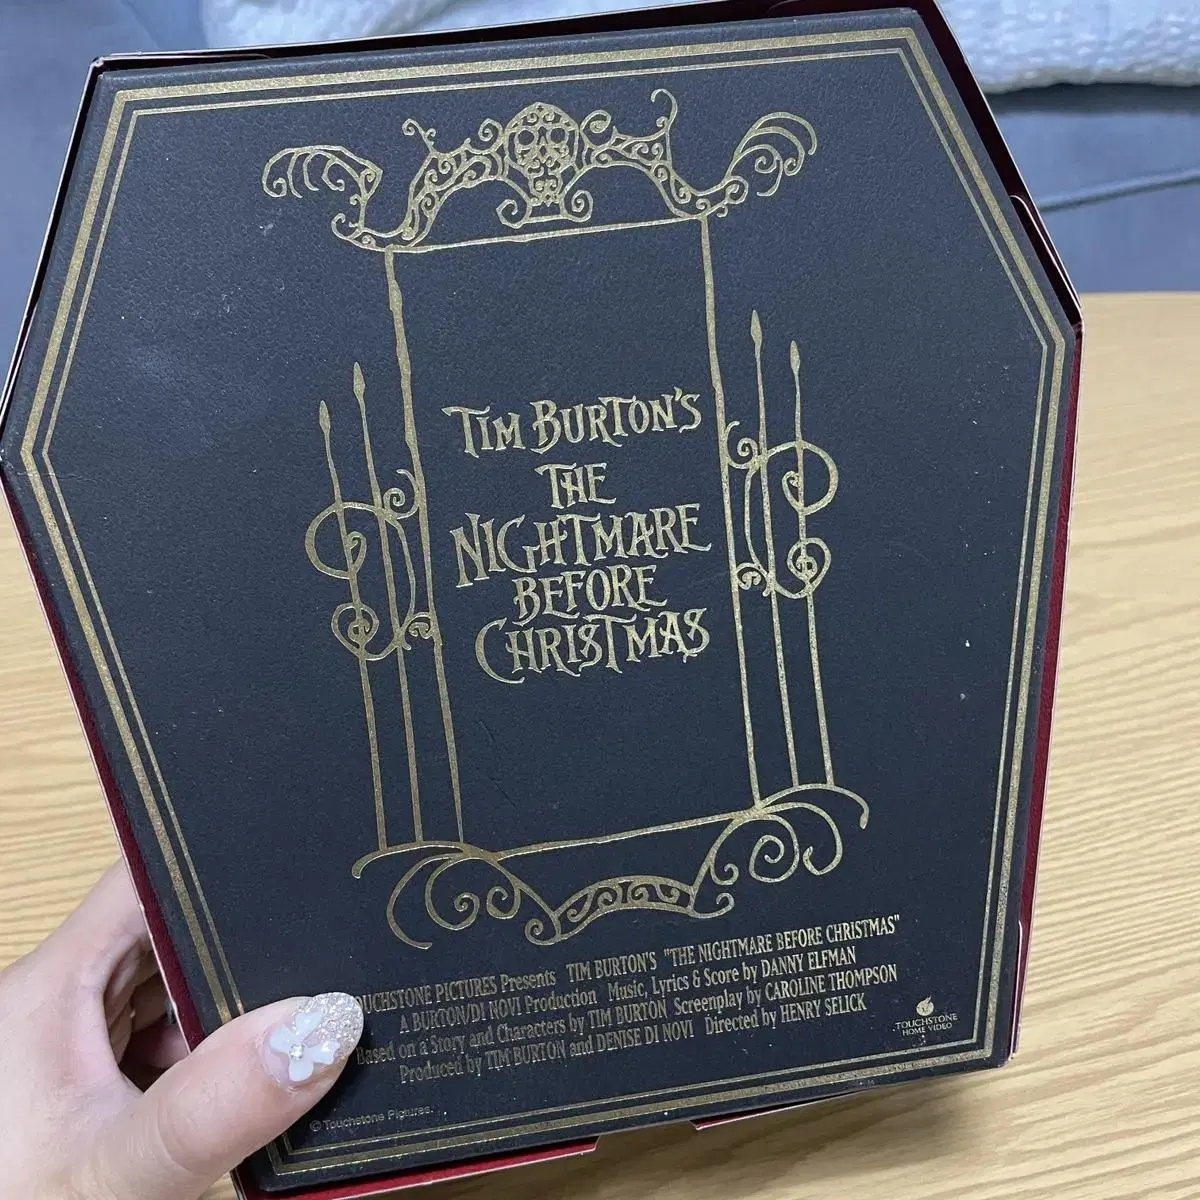 TIM BURTON'S
THE
NIGHTMARE
BEFORE
CHRISTMAS
OUCHSTONE PICTURES Presents TIM BURTON'S "THE NIGHTMARE BEFORE CHRISTMAS"
A BURTON/DI NOVI Production Music, Lyrics & Score by DANNY ELFMAN
Based on a Story and Characters by TIM BURTON Screenplay by CAROLINE THOMPSON
Produced by TIM BURTON and DENISE DI NOVI Directed by HENRY SELICK
TOUCHSTONE
HOME VIDEO
© Touchstone Pictures.